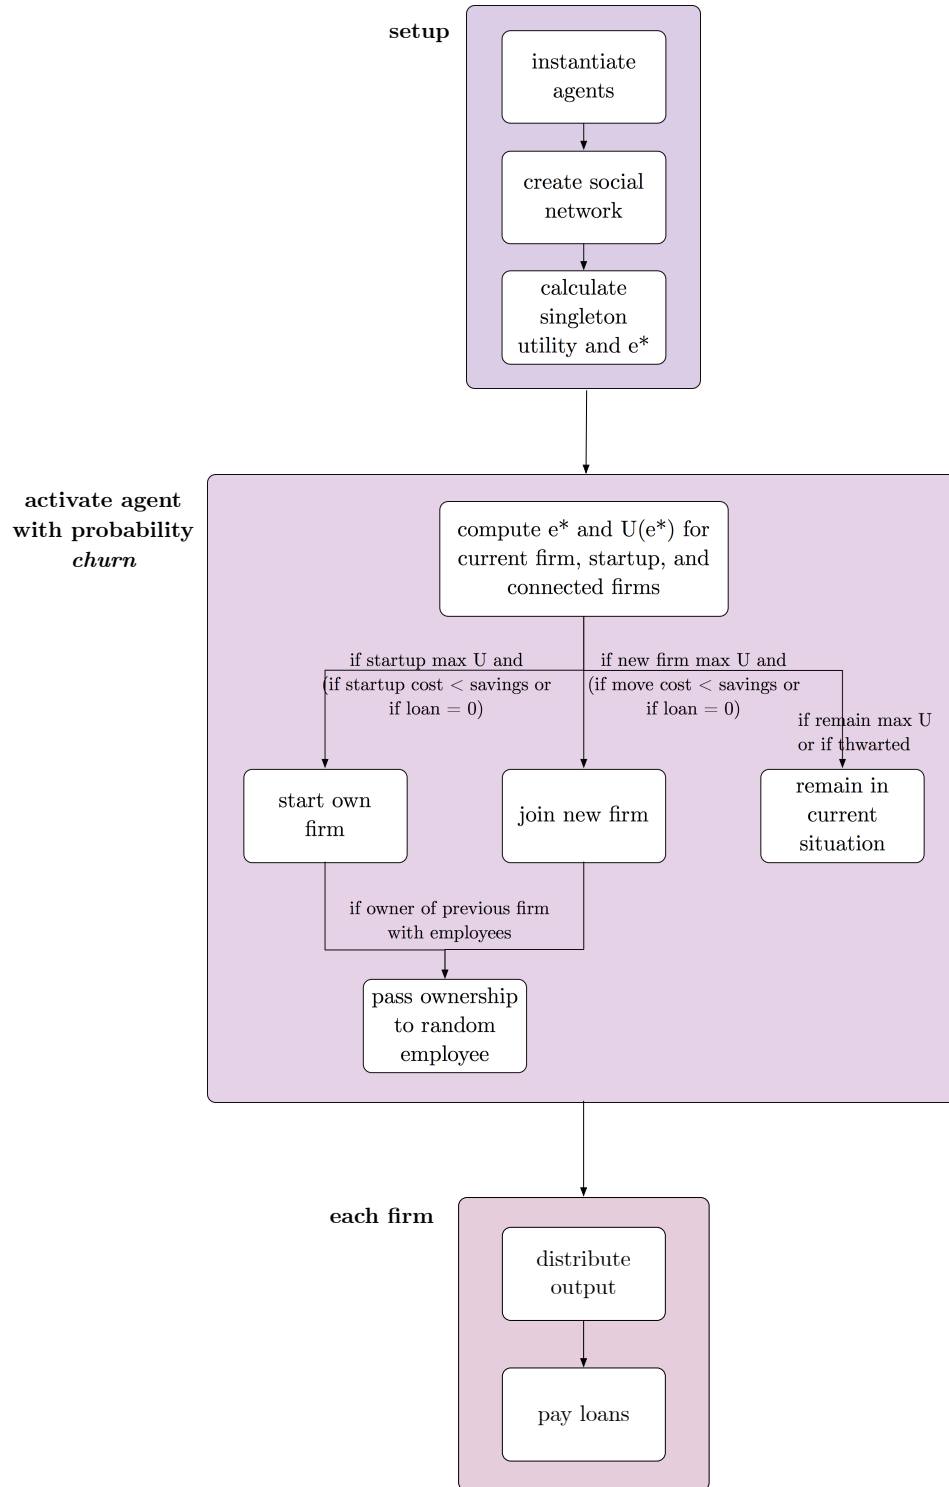 setup
instantiate
agents
create social
network
calculate
singleton
utility and e*
activate agent
with probability
churn
compute e* and U(e*) for
current firm, startup, and
connected firms
if startup max U and
(if startup cost < savings or
if loan = 0)
if new firm max U and
(if move cost < savings or
if loan = 0)
if remain max U
or if thwarted
start own
firm
join new firm
remain in
current
situation
if owner of previous firm
with employees
pass ownership
to random
employee
each firm
distribute
output
pay loans